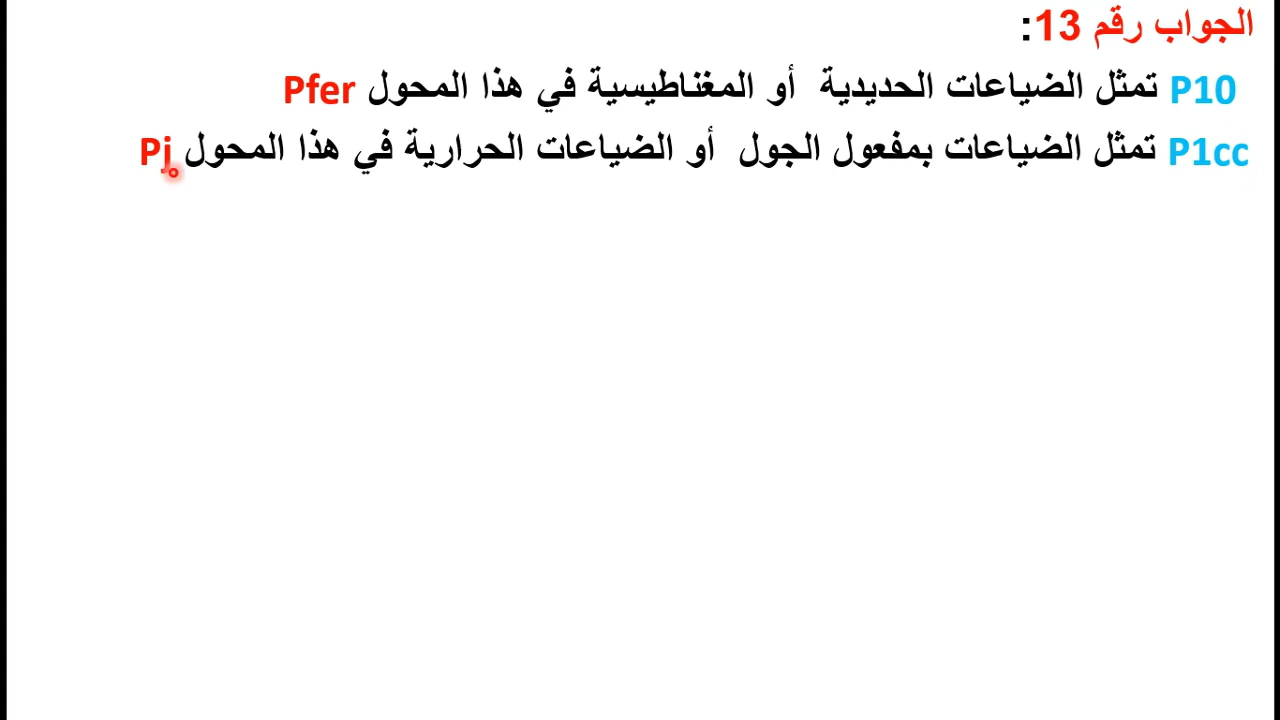 الجواب رقم 13:
P10 تمثل الضياعات الحديدية أو المغناطيسية في هذا المحول Pfer
P1cc تمثل الضياعات بمفعول الجول أو الضياعات الحرارية في هذا المحول Pj